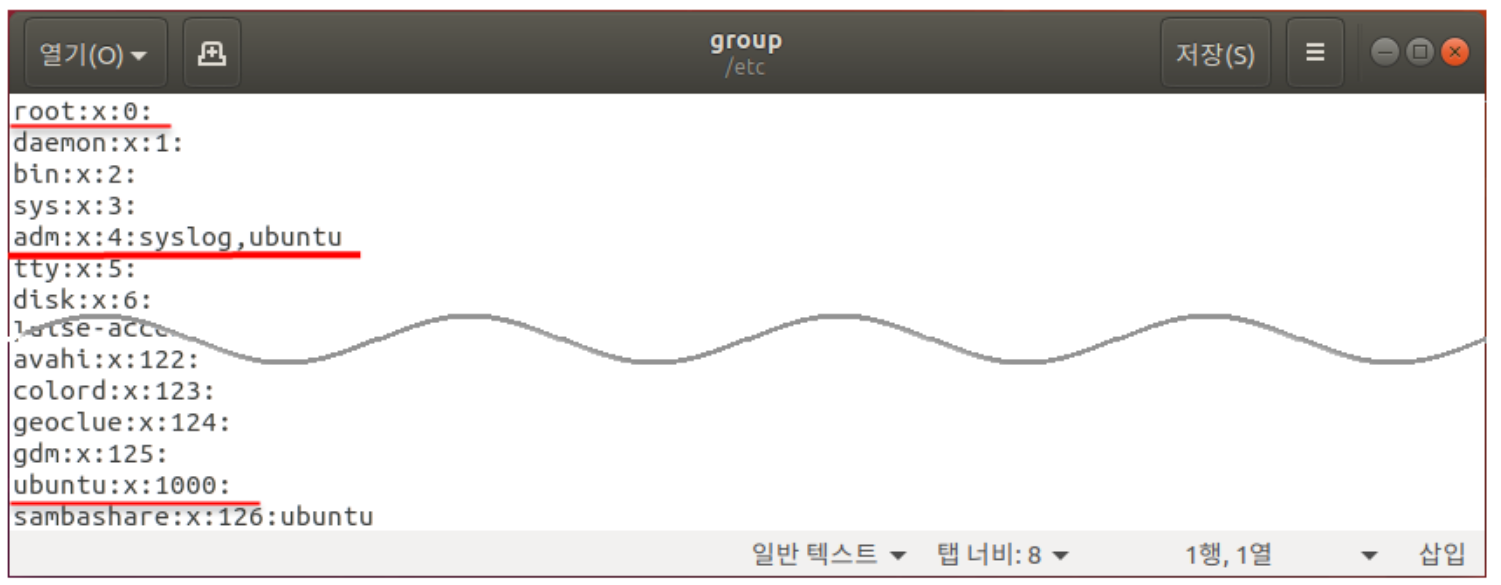 열기(O)
group
/etc
저장(S)
root:x:0:
daemon:x:1:
bin:x:2:
sys:x:3:
adm:x:4:syslog,ubuntu
tty:x:5:
disk:x:6:
avahi:x:122:
colord:x:123:
geoclue:x:124:
gdm:x:125:
ubuntu:x:1000:
sambashare:x:126:ubuntu
일반 텍스트 탭 너비: 8 1행, 1열 삽입